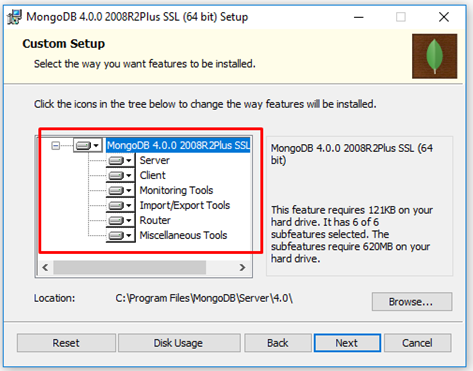 MongoDB 4.0.0 2008R2Plus SSL (64 bit) Setup
Custom Setup
Select the way you want features to be installed.
Click the icons in the tree below to change the way features will be installed.
MongoDB 4.0.0 2008R2Plus SSL
Server
Client
Monitoring Tools
Import/Export Tools
Router
Miscellaneous Tools
MongoDB 4.0.0 2008R2Plus SSL (64
bit)
This feature requires 121KB on your
hard drive. It has 6 of 6
subfeatures selected. The
subfeatures require 620MB on your
hard drive.
Location: C:\Program Files\MongoDB\Server\4.0\
Browse...
Reset Disk Usage Back Next Cancel